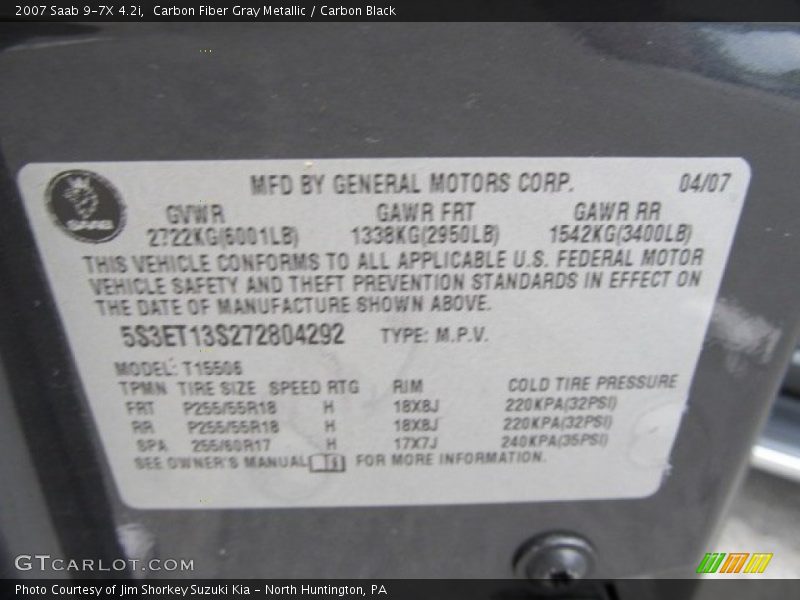 2007 Saab 9-7X 4.2i,  Carbon Fiber Gray Metallic / Carbon Black
MFD BY GENERAL MOTORS CORP. 04/07
SAAB
GVWR GAWR FRT GAWR RR
2722KG(6001LB) 1338KG(2950LB) 1542KG(3400LB)
THIS VEHICLE CONFORMS TO ALL APPLICABLE U.S. FEDERAL MOTOR
VEHICLE SAFETY AND THEFT PREVENTION STANDARDS IN EFFECT ON
THE DATE OF MANUFACTURE SHOWN ABOVE.
5S3ET13S272804292 TYPE: M.P.V.
MODEL: T15506
TPMN TIRE SIZE SPEED RTG RIM COLD TIRE PRESSURE
FRT P255/55R18 H 18X8J 220KPA(32PSI)
RR P255/55R18 H 18X8J 220KPA(32PSI)
SPA 255/60R17 H 17X7J 240KPA(35PSI)
SEE OWNER'S MANUAL FOR MORE INFORMATION.
GTCARLOT.COM
Photo Courtesy of Jim Shorkey Suzuki Kia - North Huntington, PA